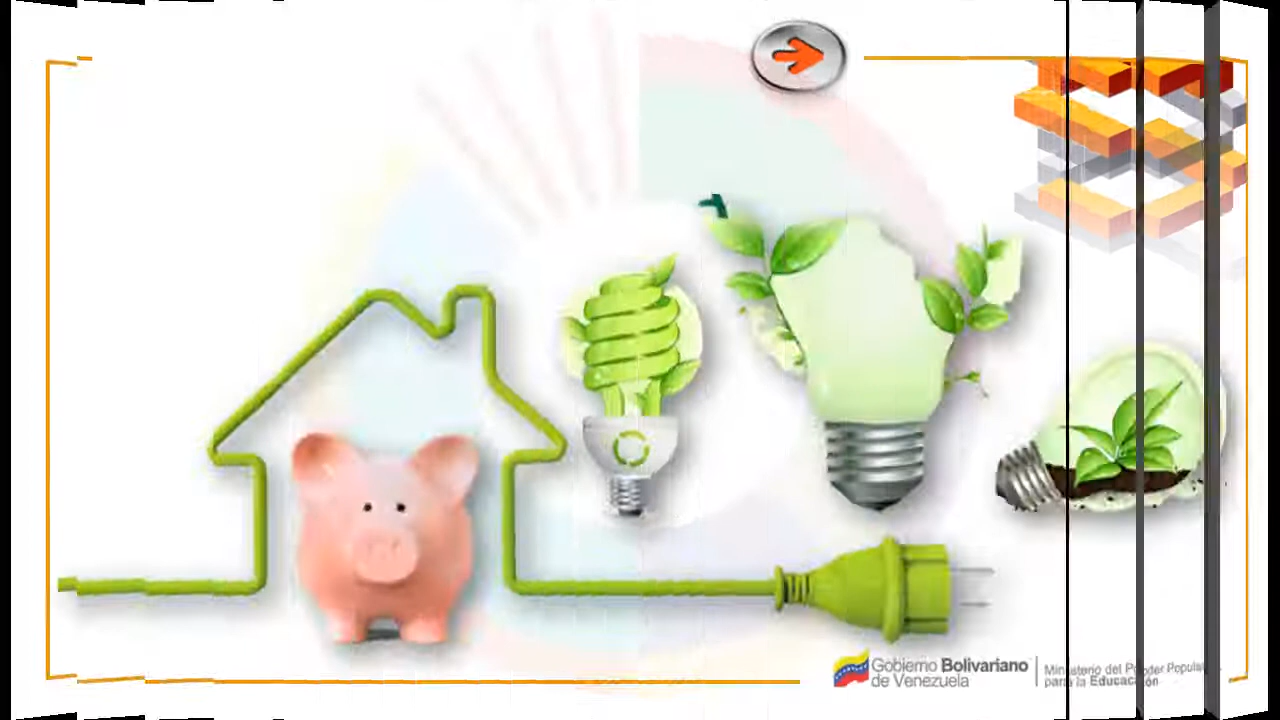 Gobierno Bolivariano
de Venezuela
Ministerio del Poder Popular
para la Educación